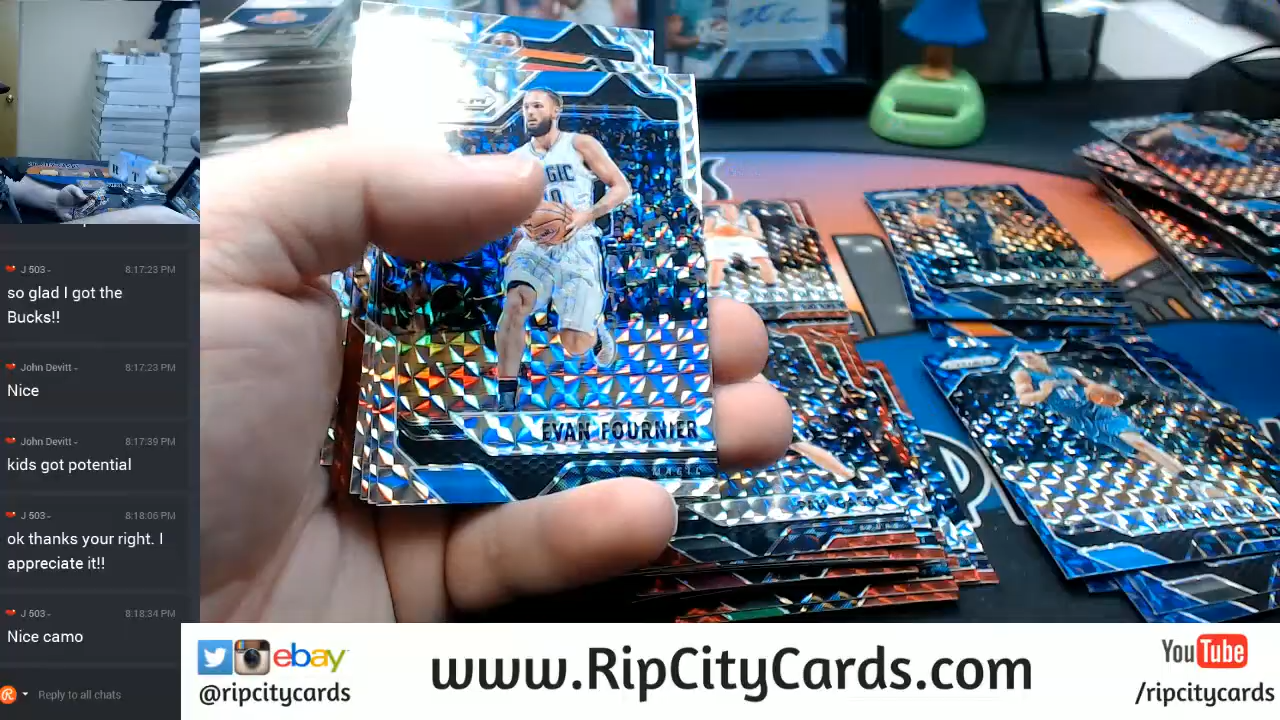 J 503 - 8:17:23 PM
so glad I got the
Bucks!!
John Devitt - 8:17:23 PM
Nice
John Devitt - 8:17:39 PM
kids got potential
J 503 - 8:18:06 PM
ok thanks your right. I
appreciate it!!
J 503 - 8:18:34 PM
Nice camo
Reply to all chats
EVAN FOURNIER
MAGIC
ebay
@ripcitycards
www.RipCityCards.com
YouTube
/ripcitycards